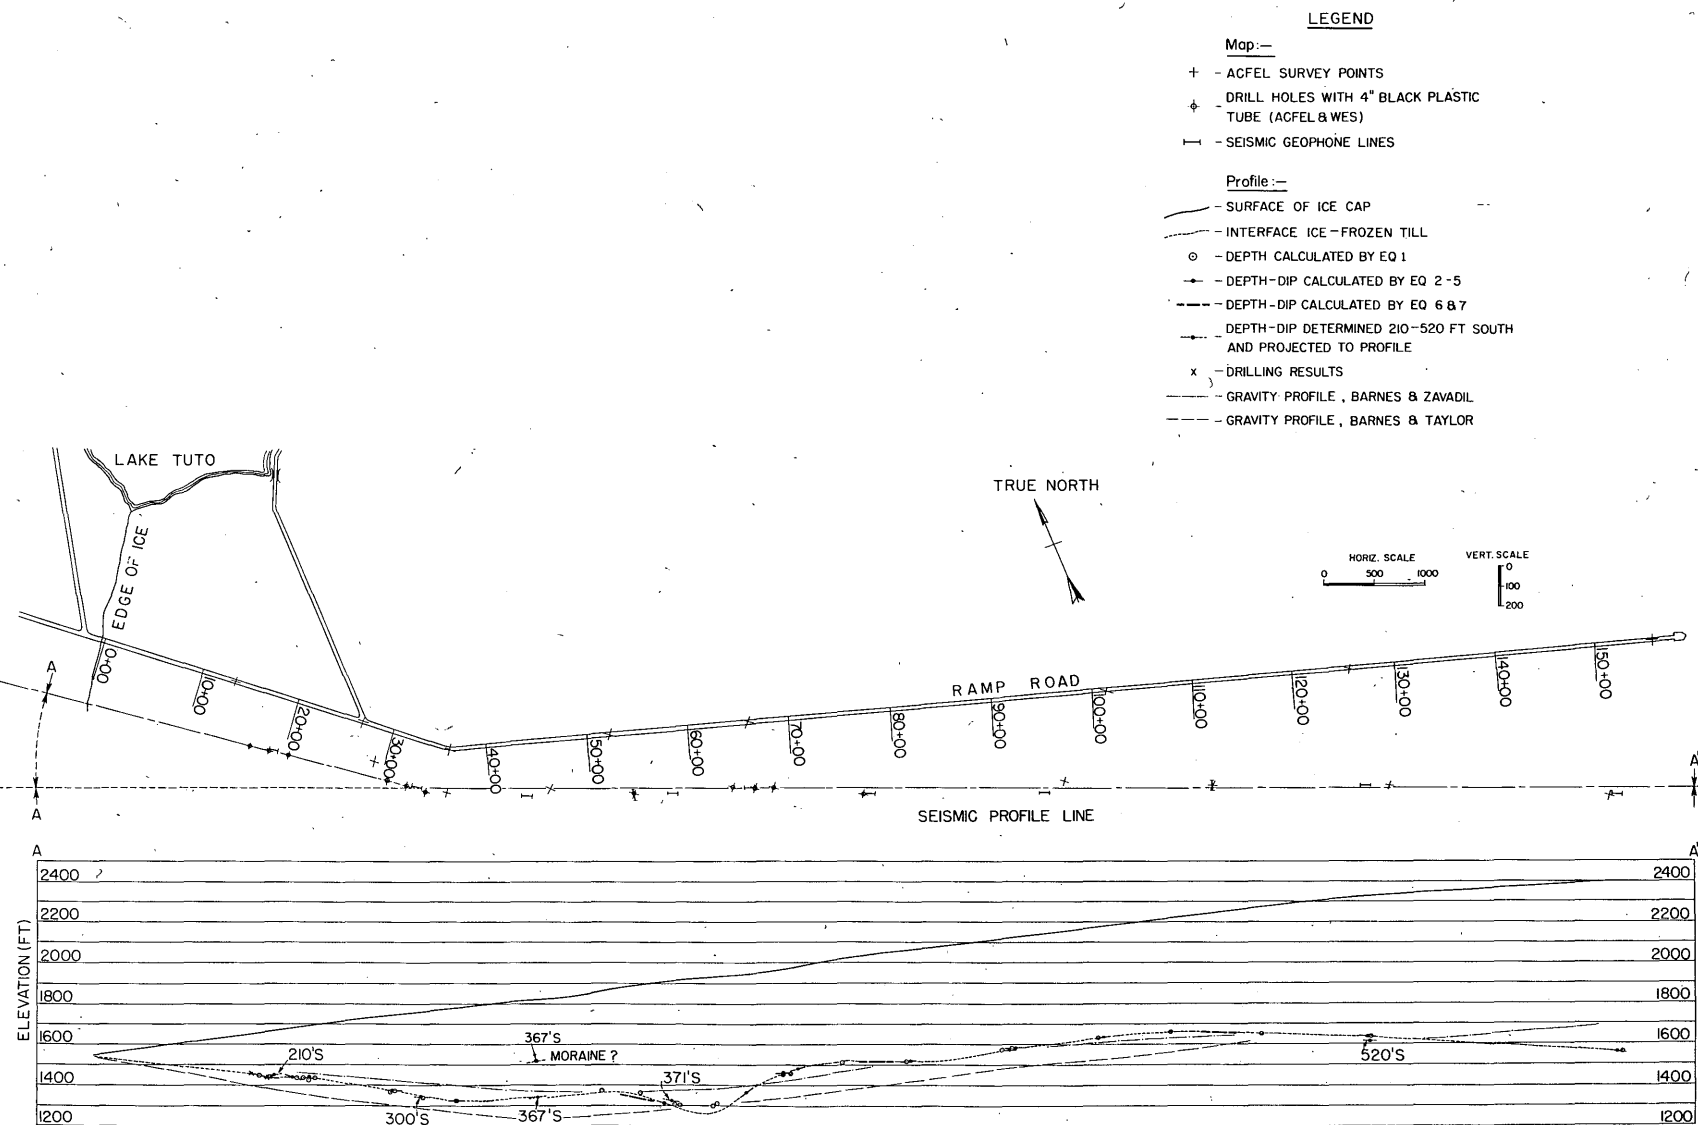 LEGEND
Map:—
+ - ACFEL SURVEY POINTS
- DRILL HOLES WITH 4" BLACK PLASTIC
TUBE (ACFEL & WES)
- SEISMIC GEOPHONE LINES
Profile:—
- SURFACE OF ICE CAP
- INTERFACE ICE-FROZEN TILL
- DEPTH CALCULATED BY EQ 1
- DEPTH-DIP CALCULATED BY EQ 2-5
- DEPTH-DIP CALCULATED BY EQ 6 & 7
- DEPTH-DIP DETERMINED 210-520 FT SOUTH
AND PROJECTED TO PROFILE
x - DRILLING RESULTS
- GRAVITY PROFILE, BARNES & ZAVADIL
- GRAVITY PROFILE, BARNES & TAYLOR
LAKE TUTO
EDGE OF ICE
TRUE NORTH
HORIZ. SCALE
0 500 1000
VERT. SCALE
0
100
200
RAMP ROAD
0+00
10+00
20+00
30+00
40+00
50+00
60+00
70+00
80+00
90+00
100+00
110+00
120+00
130+00
140+00
150+00
A
A
A'
SEISMIC PROFILE LINE
A
A'
ELEVATION (FT)
2400 2400
2200 2200
2000 2000
1800 1800
1600 1600
1400 1400
1200 1200
367'S
MORAINE ?
210'S
371'S
520'S
300'S
367'S